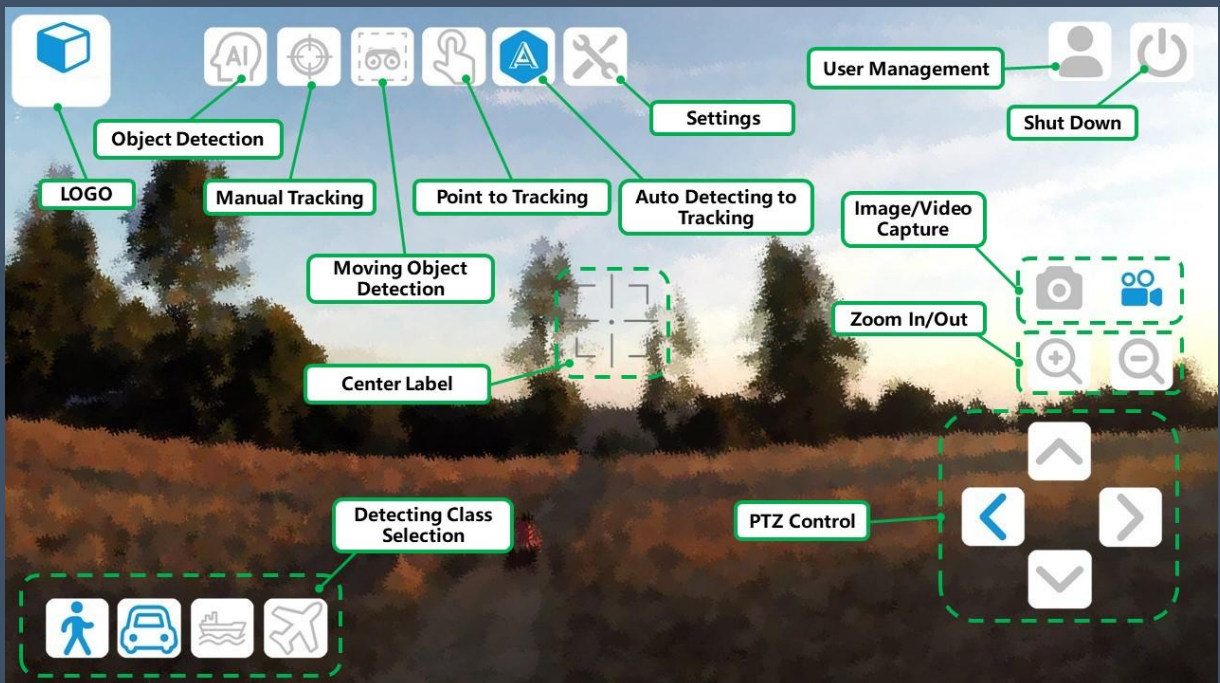 AI
A
User Management
Settings
Shut Down
Object Detection
LOGO
Manual Tracking
Point to Tracking
Auto Detecting to
Tracking
Image/Video
Capture
Moving Object
Detection
Zoom In/Out
Center Label
Detecting Class
Selection
PTZ Control